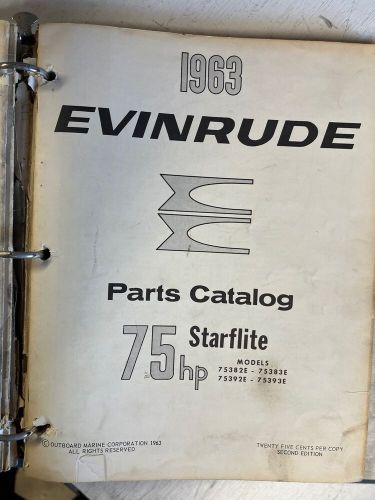 1963
EVINRUDE
Parts Catalog
75 hp Starflite
MODELS
75382E - 75383E
75392E - 75393E
© OUTBOARD MARINE CORPORATION 1963
ALL RIGHTS RESERVED
TWENTY FIVE CENTS PER COPY
SECOND EDITION